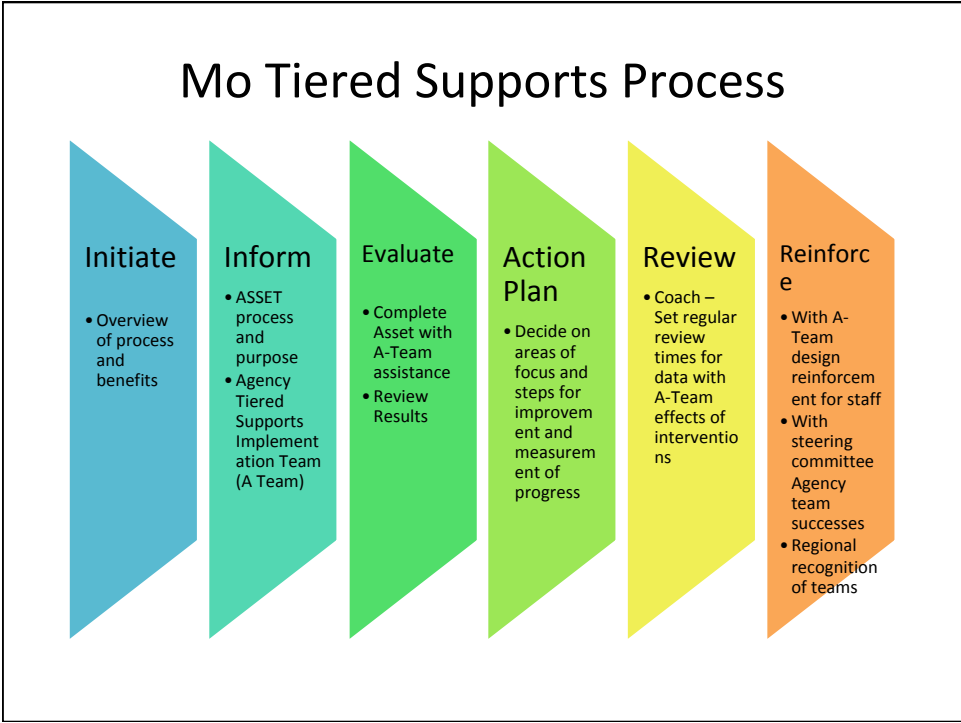 Mo Tiered Supports Process
Initiate
• Overview
of process
and
benefits
Inform
• ASSET
process
and
purpose
• Agency
Tiered
Supports
Implement
ation Team
(A Team)
Evaluate
• Complete
Asset with
A-Team
assistance
• Review
Results
Action
Plan
• Decide on
areas of
focus and
steps for
improvem
ent and
measurem
ent of
progress
Review
• Coach –
Set regular
review
times for
data with
A-Team
effects of
interventio
ns
Reinforc
e
• With A-
Team
design
reinforcem
ent for staff
• With
steering
committee
Agency
team
successes
• Regional
recognition
of teams